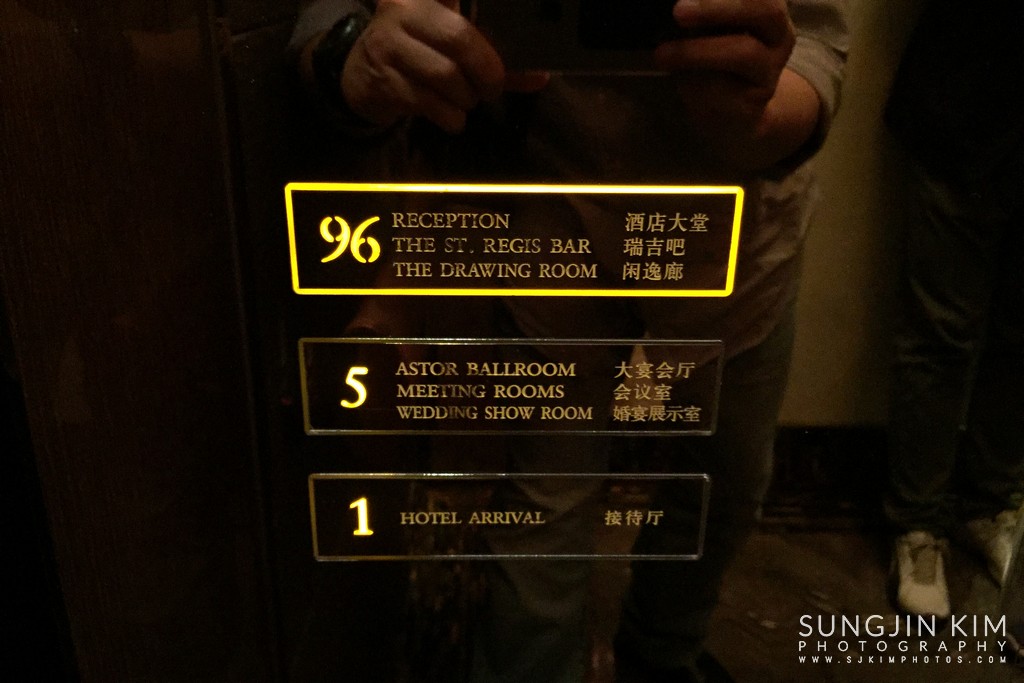 96
RECEPTION 酒店大堂
THE ST. REGIS BAR 瑞吉吧
THE DRAWING ROOM 闲逸廊
5
ASTOR BALLROOM 大宴会厅
MEETING ROOMS 会议室
WEDDING SHOW ROOM 婚宴展示室
1
HOTEL ARRIVAL 接待厅
SUNGJIN KIM
PHOTOGRAPHY
WWW.SJKIMPHOTOS.COM